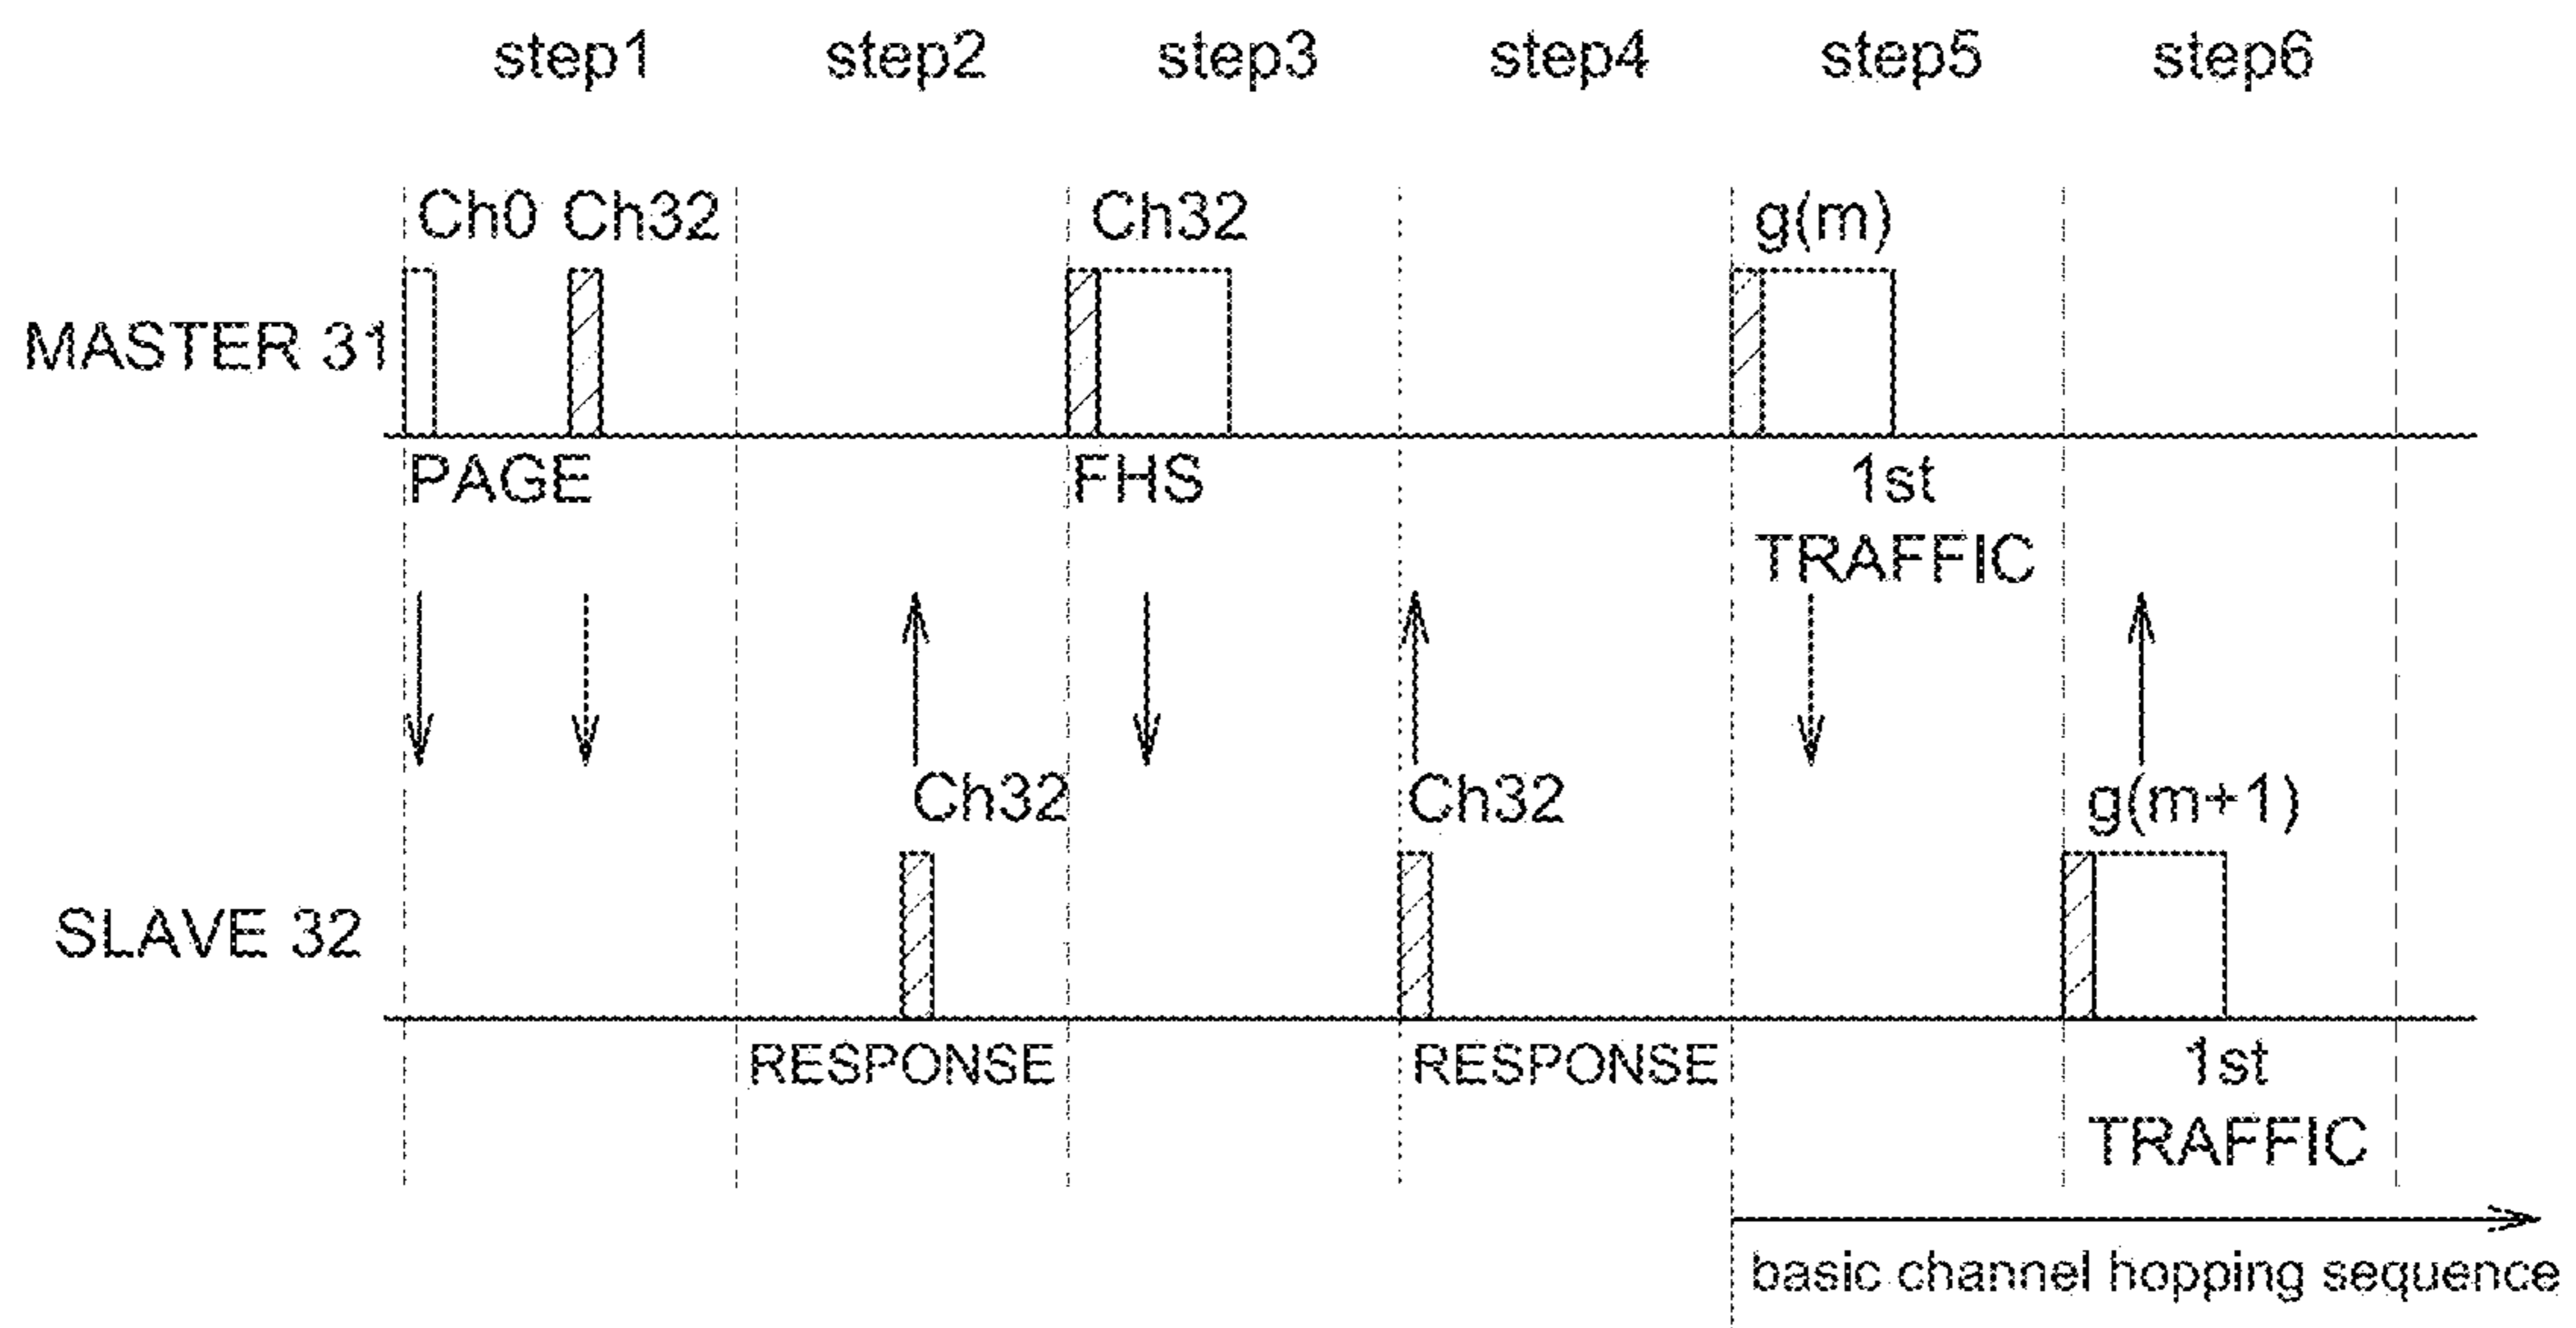 step1 step2 step3 step4 step5 step6
Ch0 Ch32 Ch32 g(m)
MASTER 31
PAGE FHS 1st
TRAFFIC
Ch32 Ch32 g(m+1)
SLAVE 32
RESPONSE RESPONSE 1st
TRAFFIC
basic channel hopping sequence